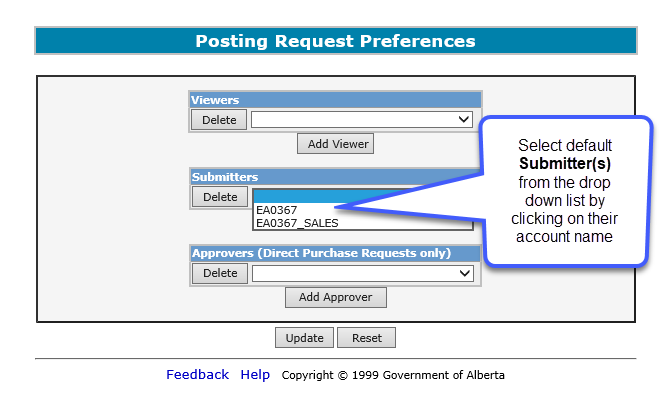 Posting Request Preferences
Viewers
Delete
Add Viewer
Submitters
Delete
EA0367
EA0367_SALES
Select default
Submitter(s)
from the drop
down list by
clicking on their
account name
Approvers (Direct Purchase Requests only)
Delete
Add Approver
Update Reset
Feedback Help Copyright © 1999 Government of Alberta